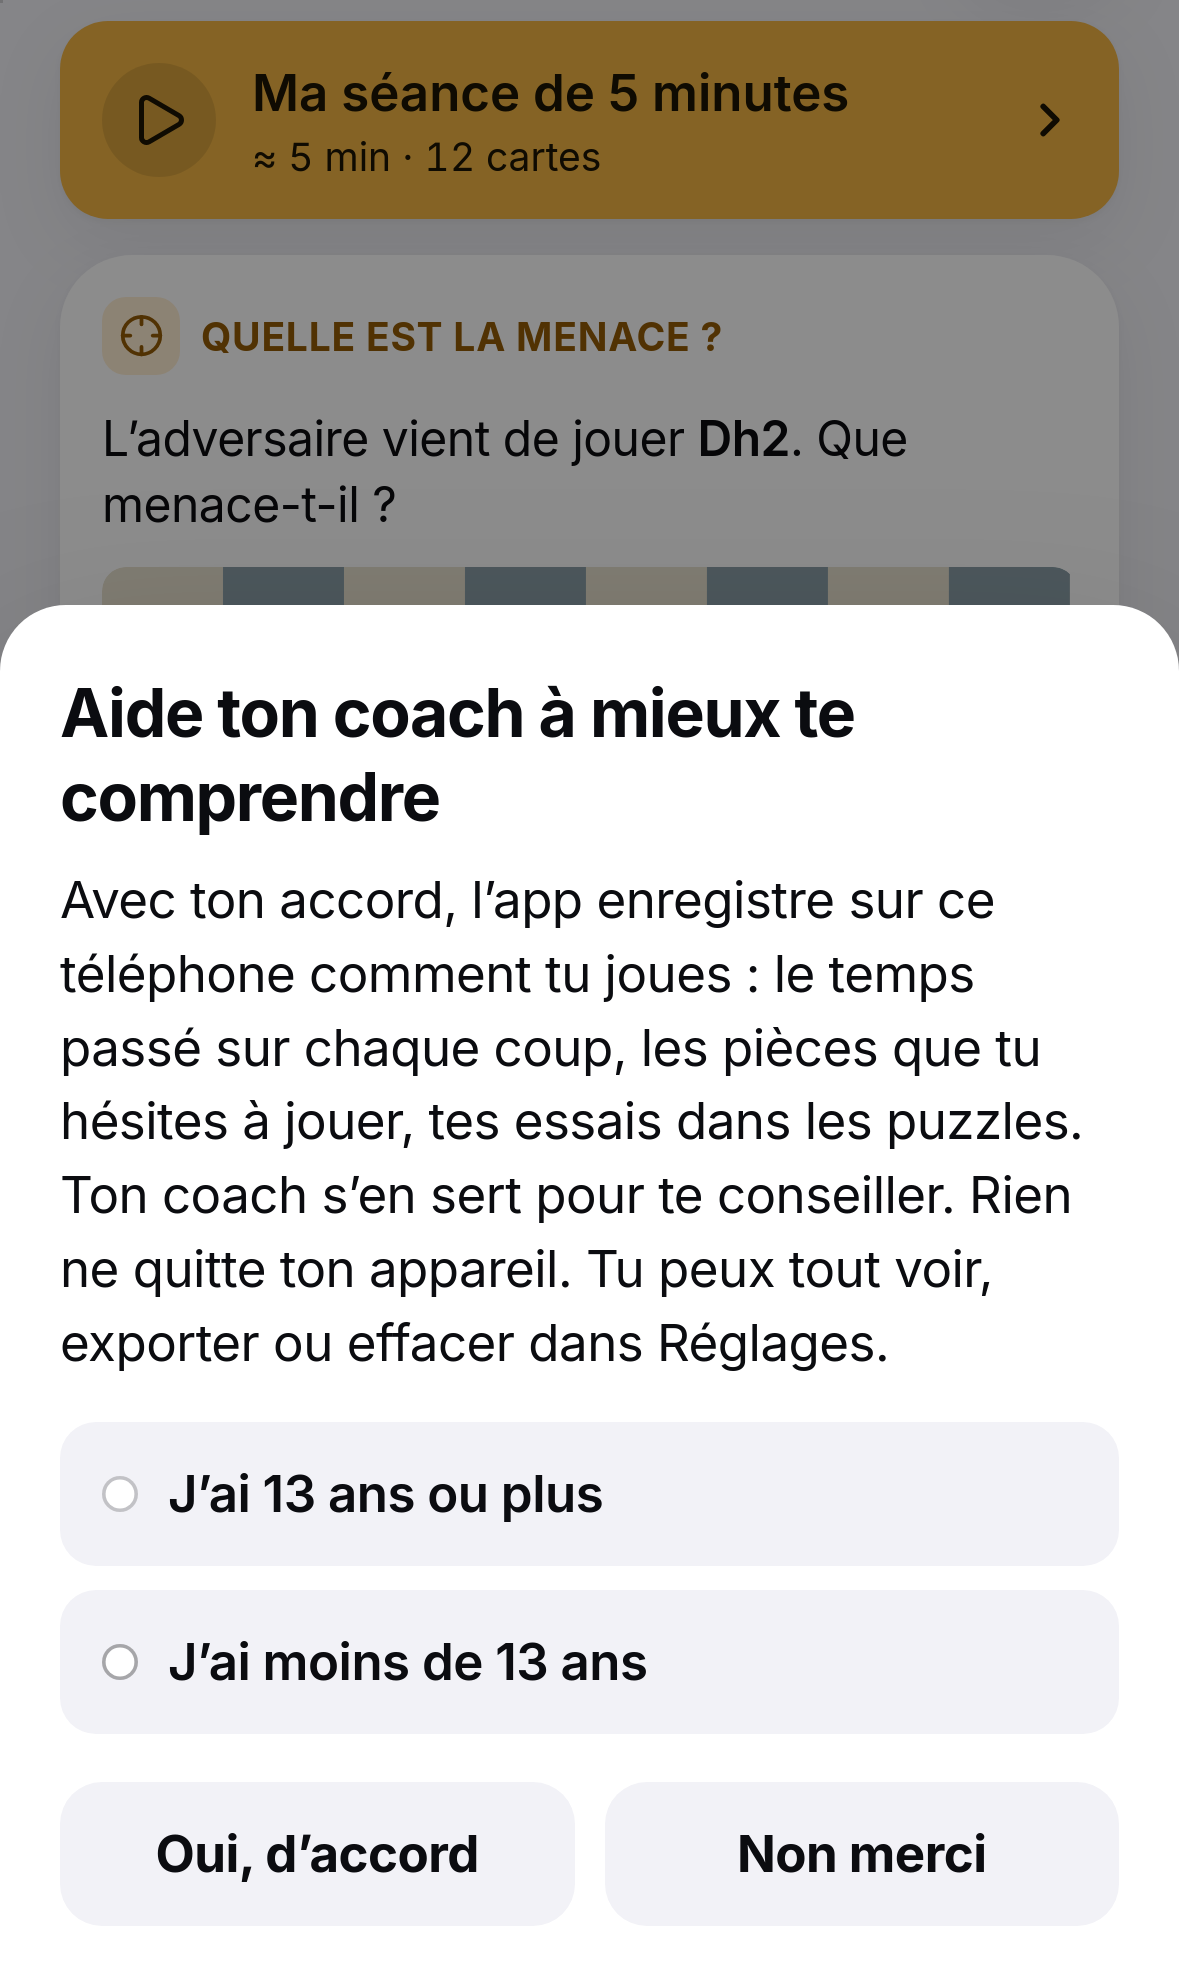 Ma séance de 5 minutes
≈ 5 min · 12 cartes
QUELLE EST LA MENACE ?
L’adversaire vient de jouer Dh2. Que
menace-t-il ?
Aide ton coach à mieux te
comprendre
Avec ton accord, l’app enregistre sur ce
téléphone comment tu joues : le temps
passé sur chaque coup, les pièces que tu
hésites à jouer, tes essais dans les puzzles.
Ton coach s’en sert pour te conseiller. Rien
ne quitte ton appareil. Tu peux tout voir,
exporter ou effacer dans Réglages.
J’ai 13 ans ou plus
J’ai moins de 13 ans
Oui, d’accord
Non merci